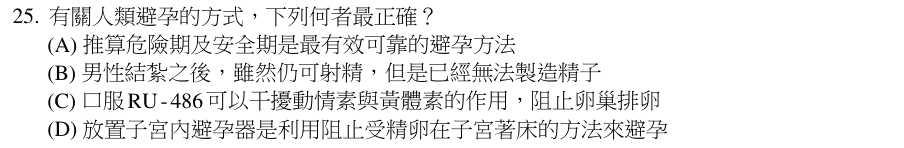 25. 有關人類避孕的方式，下列何者最正確？
(A) 推算危險期及安全期是最有效可靠的避孕方法
(B) 男性結紮之後，雖然仍可射精，但是已經無法製造精子
(C) 口服RU-486可以干擾動情素與黃體素的作用，阻止卵巢排卵
(D) 放置子宮內避孕器是利用阻止受精卵在子宮著床的方法來避孕